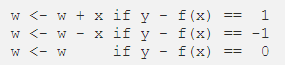 w <- w + x if y - f(x) ==  1
w <- w - x if y - f(x) == -1
w <- w     if y - f(x) ==  0